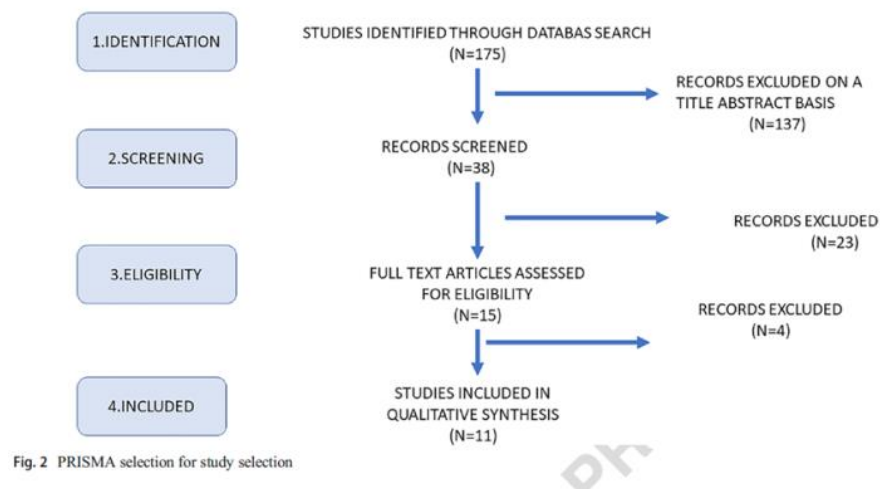 1.IDENTIFICATION
STUDIES IDENTIFIED THROUGH DATABAS SEARCH
(N=175)
RECORDS EXCLUDED ON A
TITLE ABSTRACT BASIS
(N=137)
2.SCREENING
RECORDS SCREENED
(N=38)
RECORDS EXCLUDED
(N=23)
3.ELIGIBILITY
FULL TEXT ARTICLES ASSESSED
FOR ELIGIBILITY
(N=15)
RECORDS EXCLUDED
(N=4)
4.INCLUDED
STUDIES INCLUDED IN
QUALITATIVE SYNTHESIS
(N=11)
Fig. 2 PRISMA selection for study selection